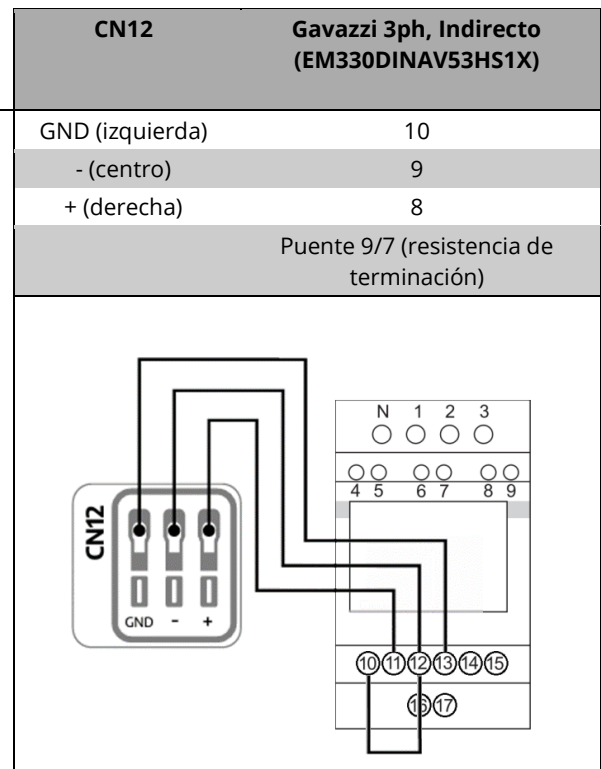 CN12
Gavazzi 3ph, Indirecto
(EM330DINAV53HS1X)
GND (izquierda)
10
- (centro)
9
+ (derecha)
8
Puente 9/7 (resistencia de
terminación)
CN12
GND - +
N 1 2 3
4 5 6 7 8 9
10 11 12 13 14 15
16 17